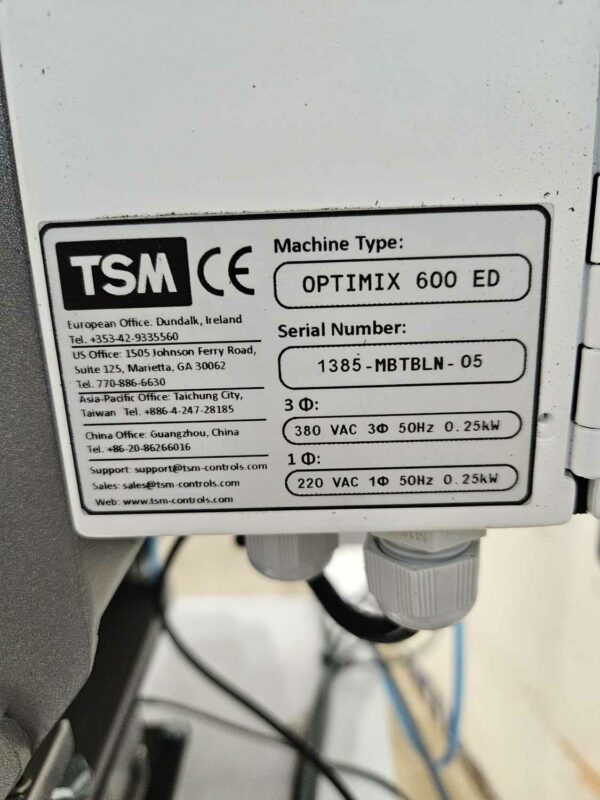 TSM CE
European Office: Dundalk, Ireland
Tel. +353-42-9335560
US Office: 1505 Johnson Ferry Road,
Suite 125, Marietta, GA 30062
Tel. 770-886-6630
Asia-Pacific Office: Taichung City,
Taiwan Tel. +886-4-247-28185
China Office: Guangzhou, China
Tel. +86-20-86266016
Support: support@tsm-controls.com
Sales: sales@tsm-controls.com
Web: www.tsm-controls.com
Machine Type:
OPTIMIX 600 ED
Serial Number:
1385-MBTBLN-05
3 Φ:
380 VAC 3Φ 50Hz 0.25kW
1 Φ:
220 VAC 1Φ 50Hz 0.25kW